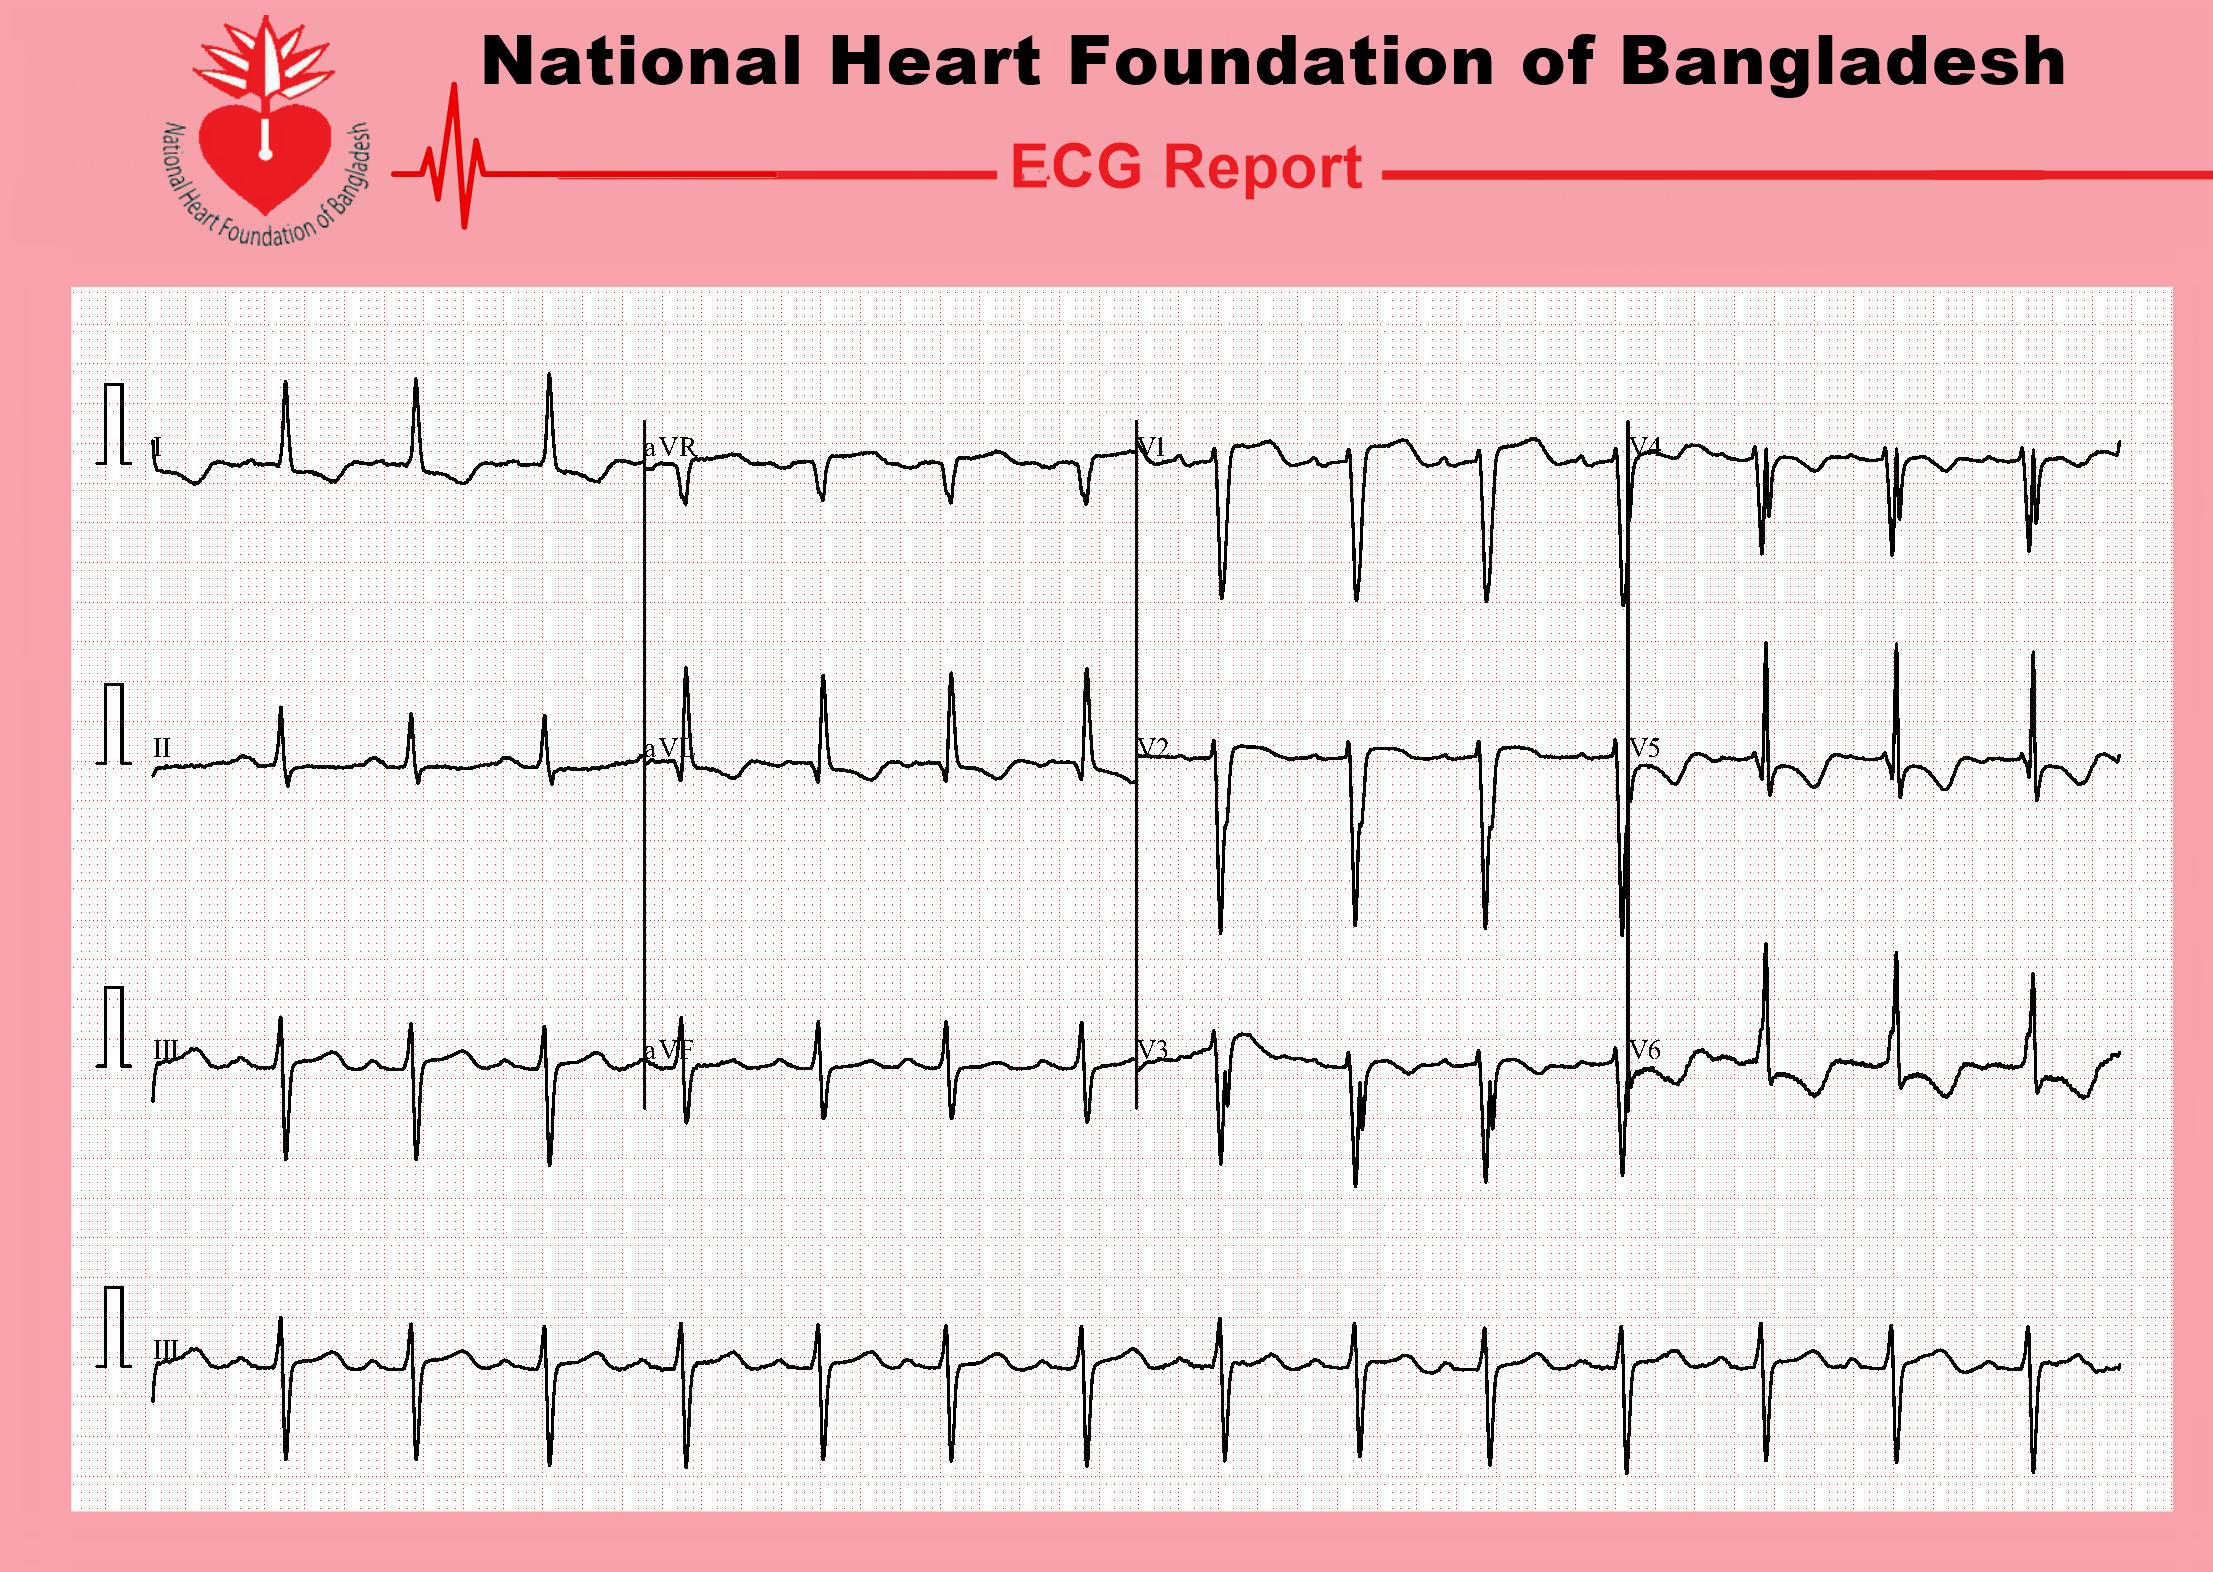 National Heart Foundation of Bangladesh
National Heart Foundation of Bangladesh
ECG Report
I
aVR
V1
V4
II
aVL
V2
V5
III
aVF
V3
V6
III